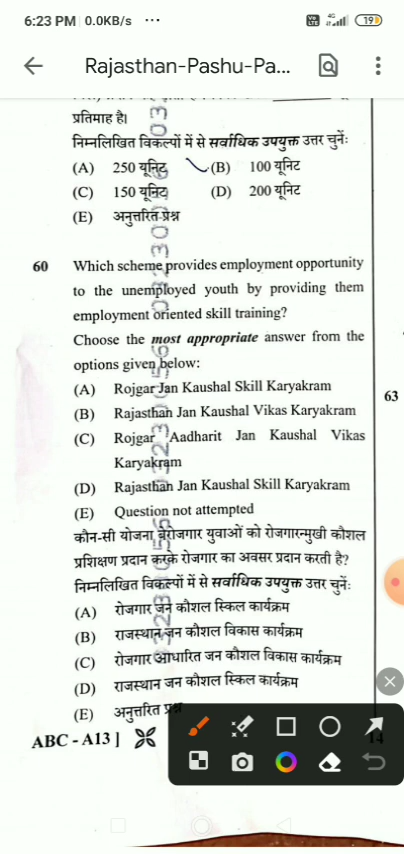 6:23 PM 0.0KB/s ...
Vo LTE 4G 19
Rajasthan-Pashu-Pa...
प्रतिमाह है।
निम्नलिखित विकल्पों में से सर्वाधिक उपयुक्त उत्तर चुनें:
(A) 250 यूनिट (B) 100 यूनिट
(C) 150 यूनिट (D) 200 यूनिट
(E) अनुत्तरित प्रश्न
60 Which scheme provides employment opportunity
to the unemployed youth by providing them
employment oriented skill training?
Choose the most appropriate answer from the
options given below:
(A) Rojgar Jan Kaushal Skill Karyakram
63
(B) Rajasthan Jan Kaushal Vikas Karyakram
(C) Rojgar Aadharit Jan Kaushal Vikas
Karyakram
(D) Rajasthan Jan Kaushal Skill Karyakram
(E) Question not attempted
कौन-सी योजना बेरोजगार युवाओं को रोजगारन्मुखी कौशल
प्रशिक्षण प्रदान करके रोजगार का अवसर प्रदान करती है?
निम्नलिखित विकल्पों में से सर्वाधिक उपयुक्त उत्तर चुनें:
(A) रोजगार जन कौशल स्किल कार्यक्रम
(B) राजस्थान जन कौशल विकास कार्यक्रम
(C) रोजगार आधारित जन कौशल विकास कार्यक्रम
(D) राजस्थान जन कौशल स्किल कार्यक्रम
(E) अनुत्तरित प्रश्न
ABC - A13 ]
14